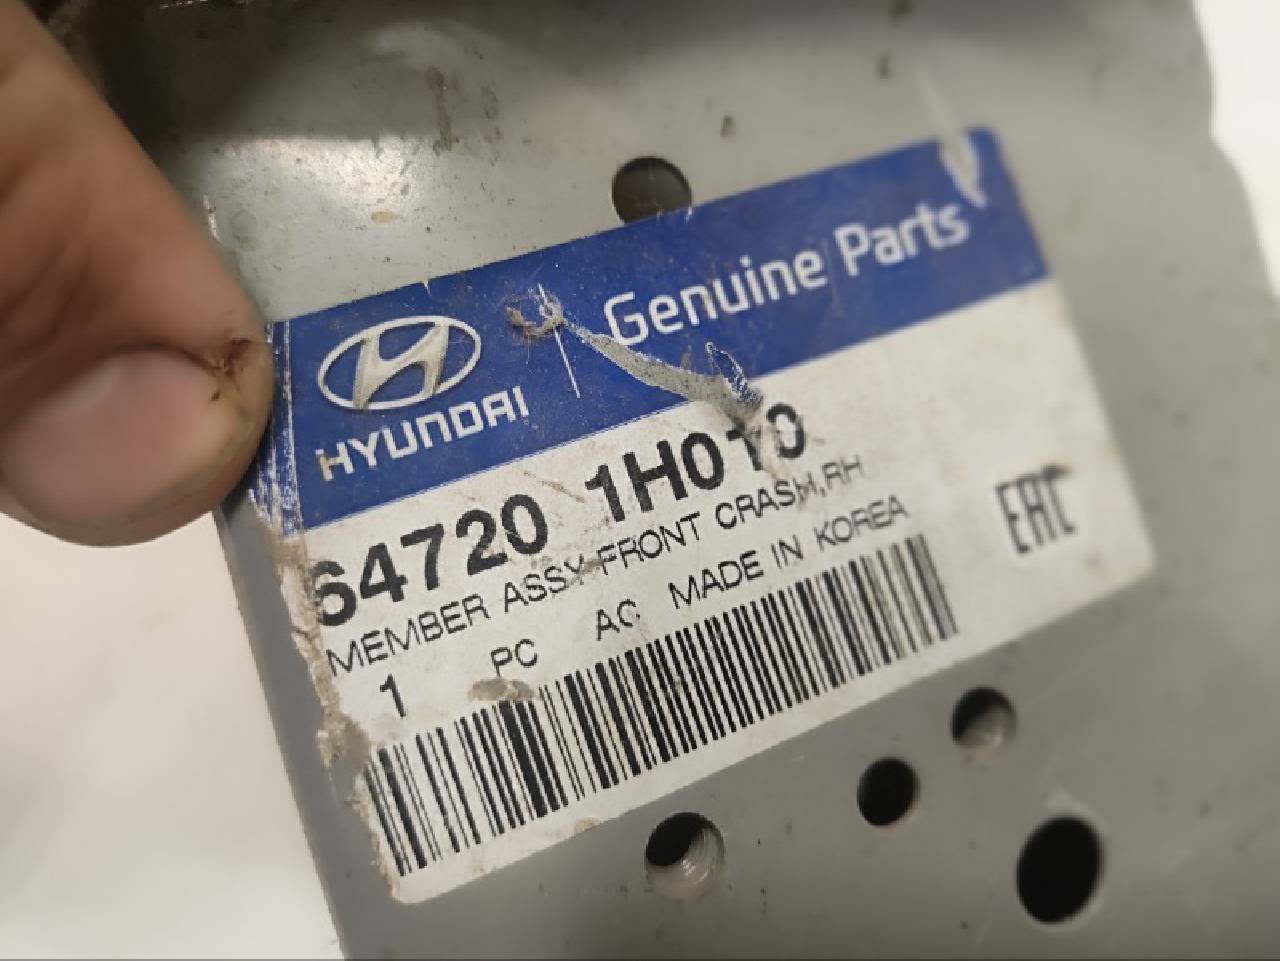 Genuine Parts
HYUNDAI
64720 1H010
MEMBER ASSY-FRONT CRASH,RH
1 PC AC MADE IN KOREA
EAC